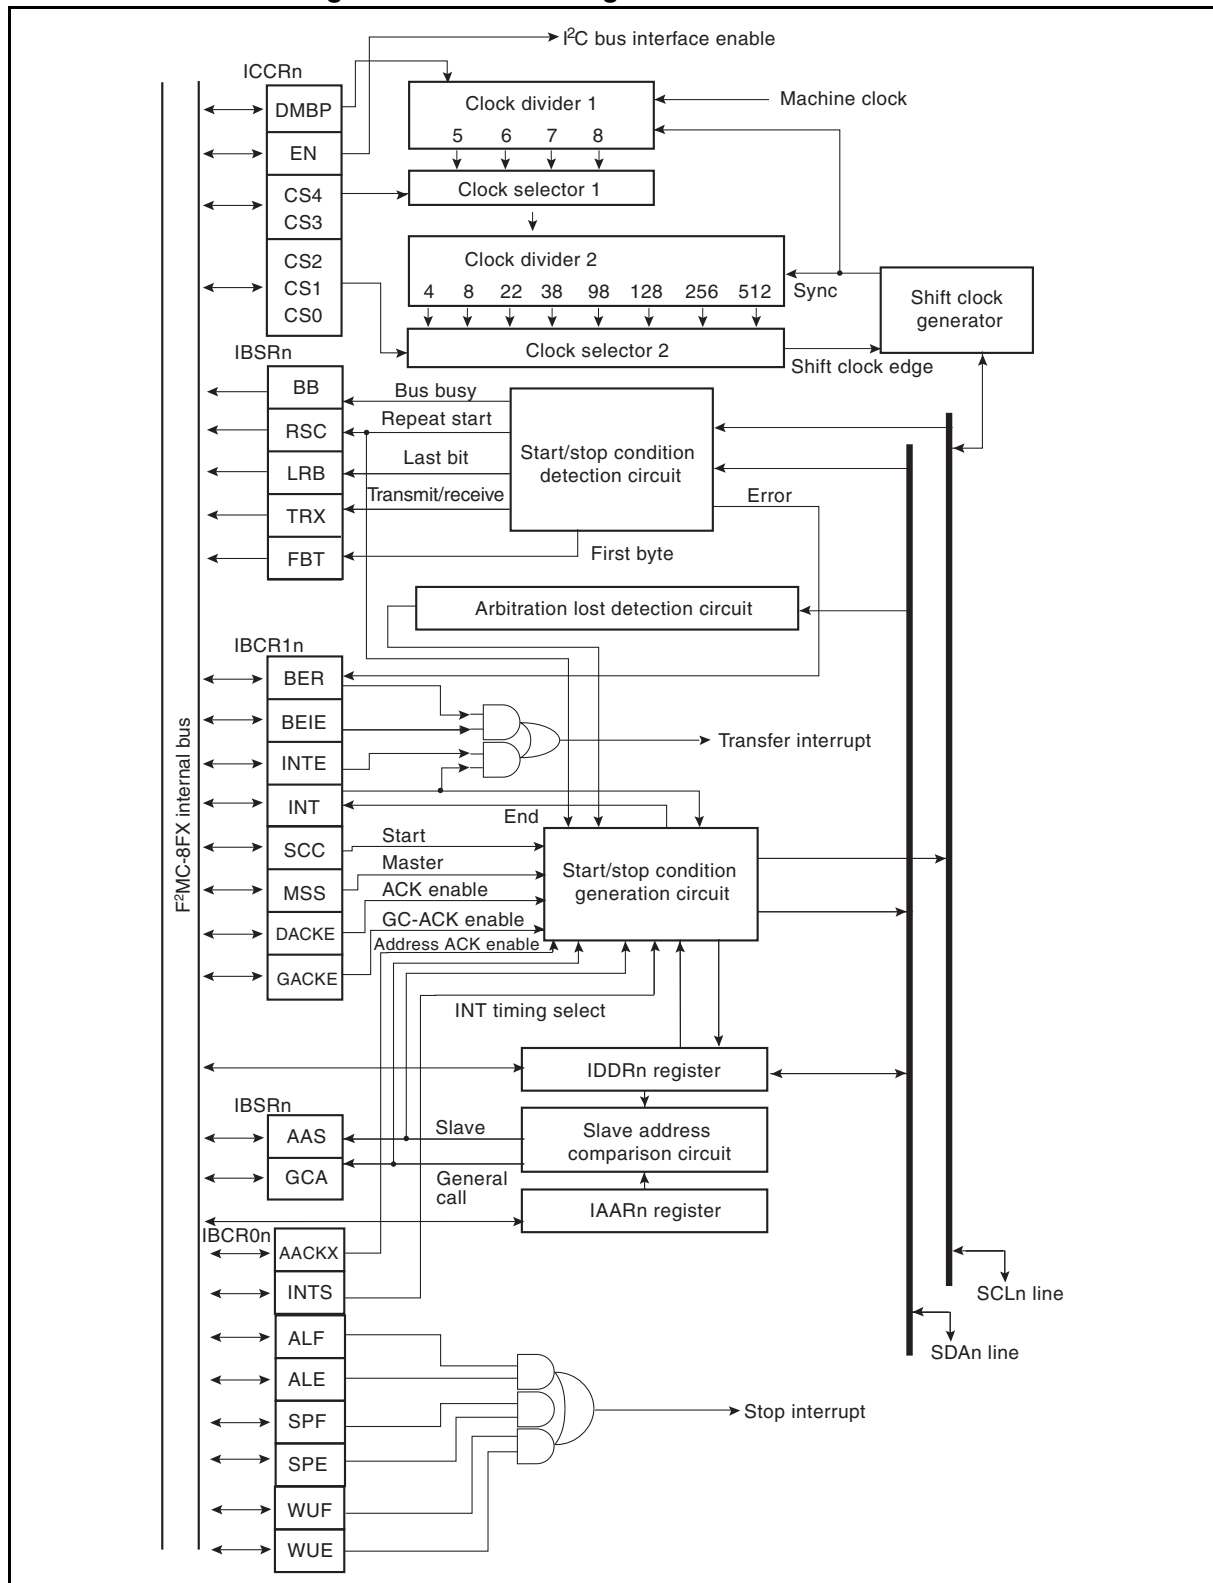 I²C bus interface enable
ICCRn
DMBP
Clock divider 1
Machine clock
5 6 7 8
EN
CS4
CS3
Clock selector 1
CS2
CS1
CS0
Clock divider 2
4 8 22 38 98 128 256 512
Sync
Shift clock
generator
Clock selector 2
Shift clock edge
IBSRn
BB
Bus busy
RSC
Repeat start
LRB
Last bit
TRX
Transmit/receive
FBT
First byte
Start/stop condition
detection circuit
Error
Arbitration lost detection circuit
IBCR1n
BER
BEIE
INTE
INT
Transfer interrupt
F²MC-8FX internal bus
End
SCC
Start
MSS
Master
DACKE
ACK enable
GACKE
GC-ACK enable
Address ACK enable
Start/stop condition
generation circuit
INT timing select
IDDRn register
IBSRn
AAS
Slave
GCA
General
call
Slave address
comparison circuit
IAARn register
IBCR0n
AACKX
INTS
ALF
ALE
SPF
SPE
WUF
WUE
Stop interrupt
SCLn line
SDAn line